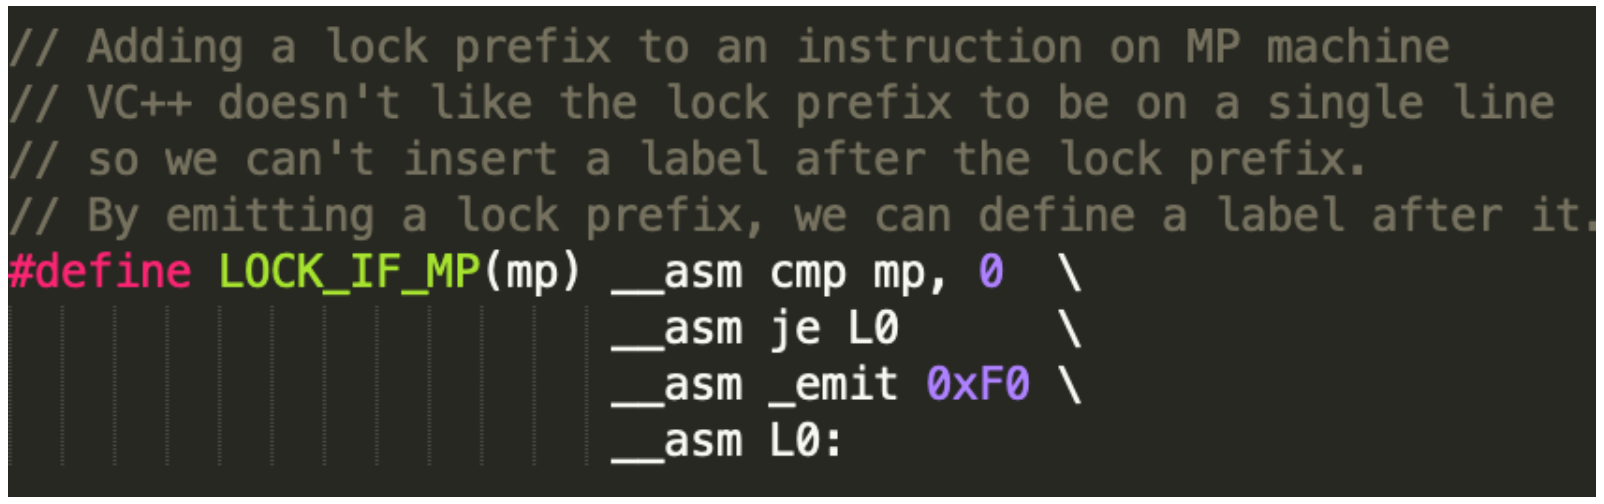 // Adding a lock prefix to an instruction on MP machine
// VC++ doesn't like the lock prefix to be on a single line
// so we can't insert a label after the lock prefix.
// By emitting a lock prefix, we can define a label after it.
#define LOCK_IF_MP(mp) __asm cmp mp, 0  \
                       __asm je L0      \
                       __asm _emit 0xF0 \
                       __asm L0: